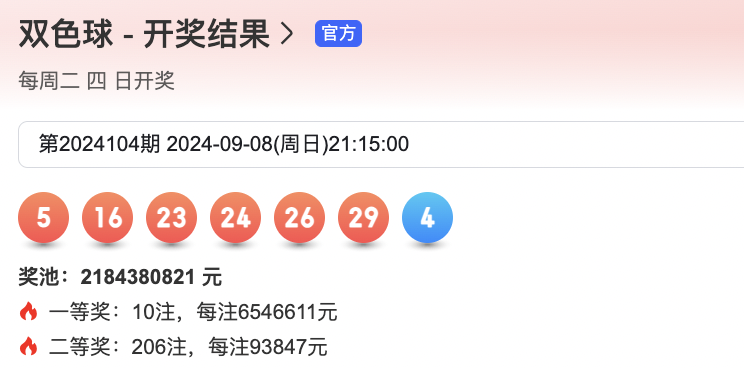 双色球 - 开奖结果 官方
每周二 四 日开奖
第2024104期 2024-09-08(周日)21:15:00
5 16 23 24 26 29 4
奖池：2184380821 元
一等奖：10注，每注6546611元
二等奖：206注，每注93847元